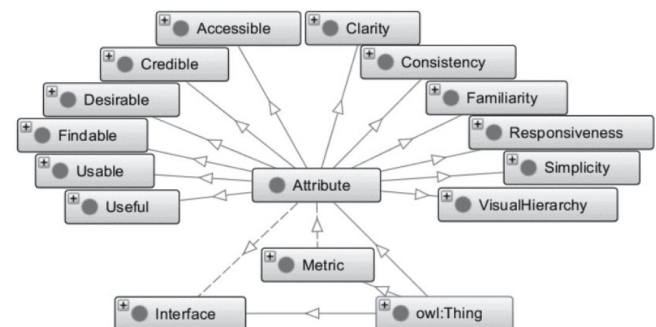 Accessible
Clarity
Credible
Consistency
Desirable
Familiarity
Findable
Responsiveness
Usable
Simplicity
Attribute
Useful
VisualHierarchy
Metric
Interface
owl:Thing